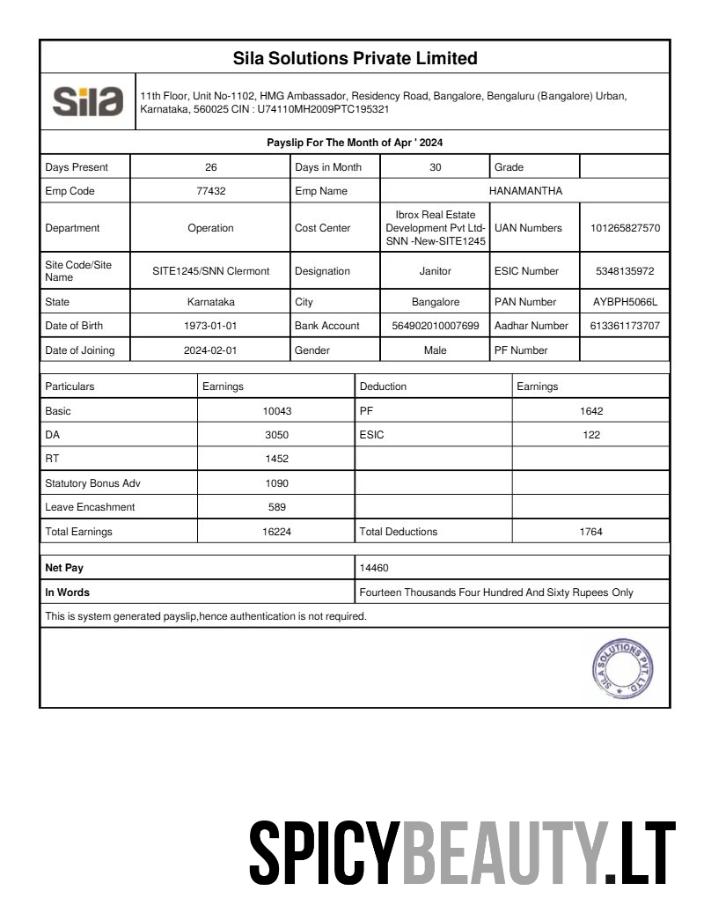 Sila Solutions Private Limited
Sila
11th Floor, Unit No-1102, HMG Ambassador, Residency Road, Bangalore, Bengaluru (Bangalore) Urban,
Karnataka, 560025 CIN : U74110MH2009PTC195321
Payslip For The Month of Apr ' 2024
Days Present 26 Days in Month 30 Grade
Emp Code 77432 Emp Name HANAMANTHA
Department Operation Cost Center Ibrox Real Estate Development Pvt Ltd-SNN -New-SITE1245 UAN Numbers 101265827570
Site Code/Site Name SITE1245/SNN Clermont Designation Janitor ESIC Number 5348135972
State Karnataka City Bangalore PAN Number AYBPH5066L
Date of Birth 1973-01-01 Bank Account 564902010007699 Aadhar Number 613361173707
Date of Joining 2024-02-01 Gender Male PF Number
Particulars Earnings Deduction Earnings
Basic 10043 PF 1642
DA 3050 ESIC 122
RT 1452
Statutory Bonus Adv 1090
Leave Encashment 589
Total Earnings 16224 Total Deductions 1764
Net Pay 14460
In Words Fourteen Thousands Four Hundred And Sixty Rupees Only
This is system generated payslip,hence authentication is not required.
SILA SOLUTIONS PVT LTD.
SPICYBEAUTY.LT